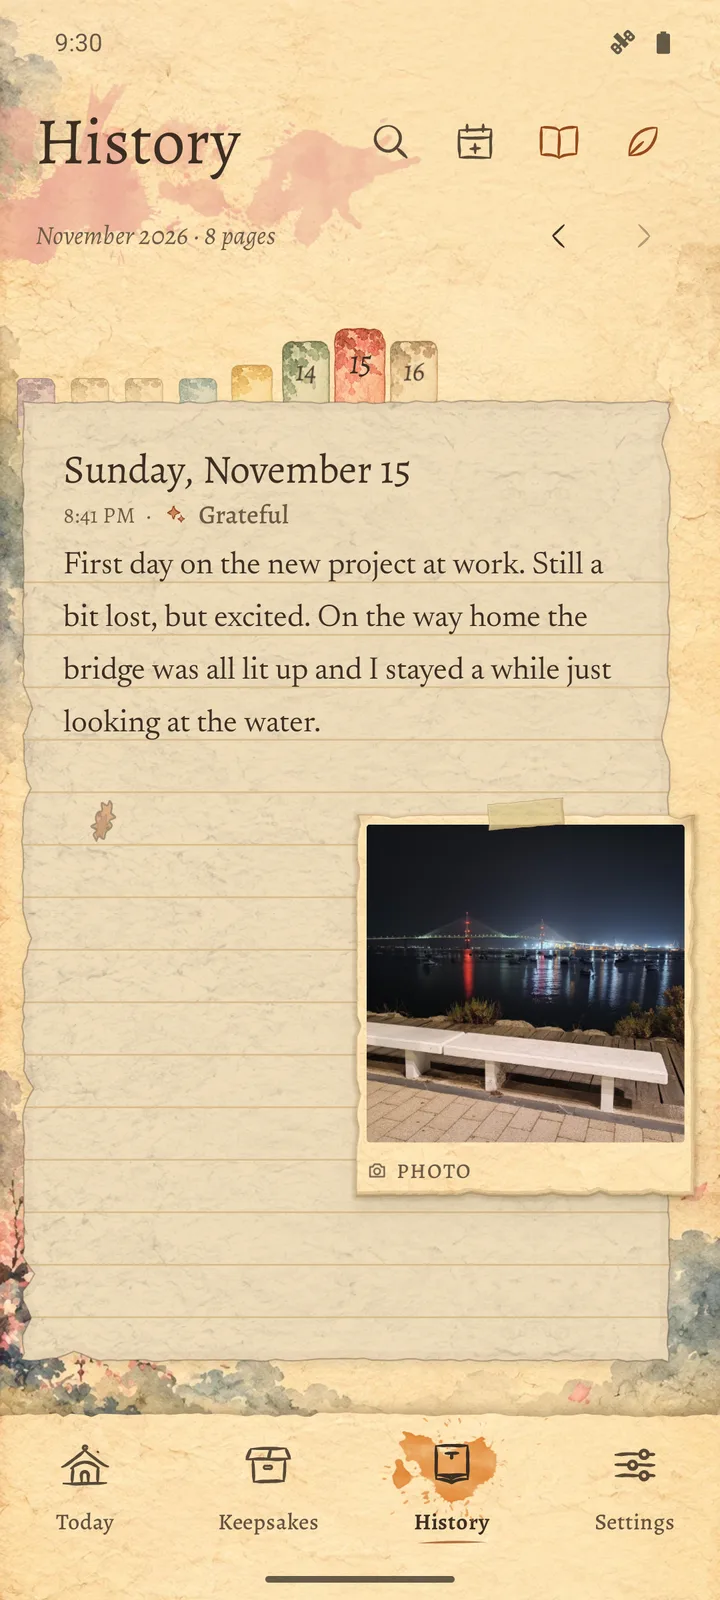 9:30
History
November 2026 · 8 pages
14
15
16
Sunday, November 15
8:41 PM · Grateful
First day on the new project at work. Still a
bit lost, but excited. On the way home the
bridge was all lit up and I stayed a while just
looking at the water.
PHOTO
Today
Keepsakes
History
Settings